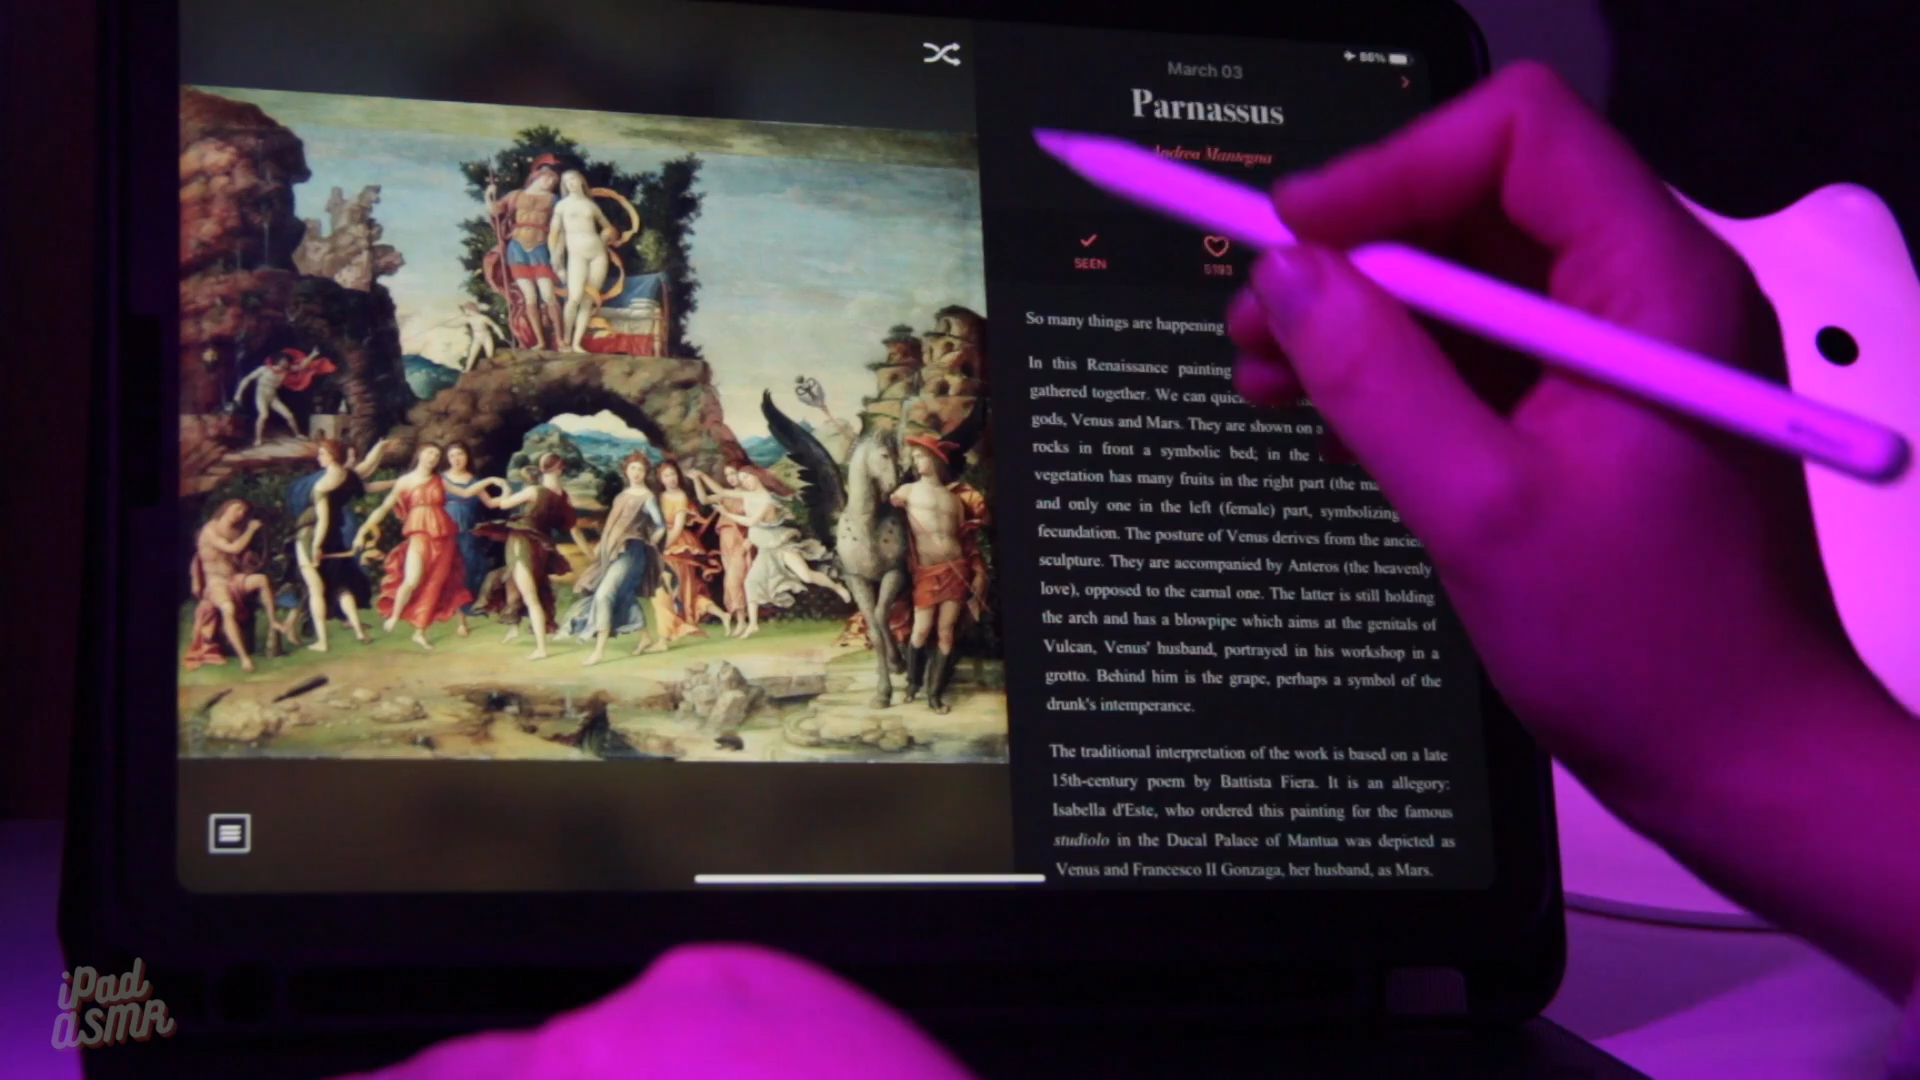 86%
March 03
Parnassus
Andrea Mantegna
SEEN
5193
So many things are happening
In this Renaissance painting
gathered together. We can
gods, Venus and Mars. They are shown on a
rocks in front a symbolic bed; in the
vegetation has many fruits in the right part (the
and only one in the left (female) part, symbolizing
fecundation. The posture of Venus derives from the
sculpture. They are accompanied by Anteros (the heavenly
love), opposed to the carnal one. The latter is still holding
the arch and has a blowpipe which aims at the genitals of
Vulcan, Venus' husband, portrayed in his workshop in a
grotto. Behind him is the grape, perhaps a symbol of the
drunk's intemperance.
The traditional interpretation of the work is based on a late
15th-century poem by Battista Fiera. It is an allegory:
Isabella d'Este, who ordered this painting for the famous
studiolo in the Ducal Palace of Mantua was depicted as
Venus and Francesco II Gonzaga, her husband, as Mars.
iPad
ASMR